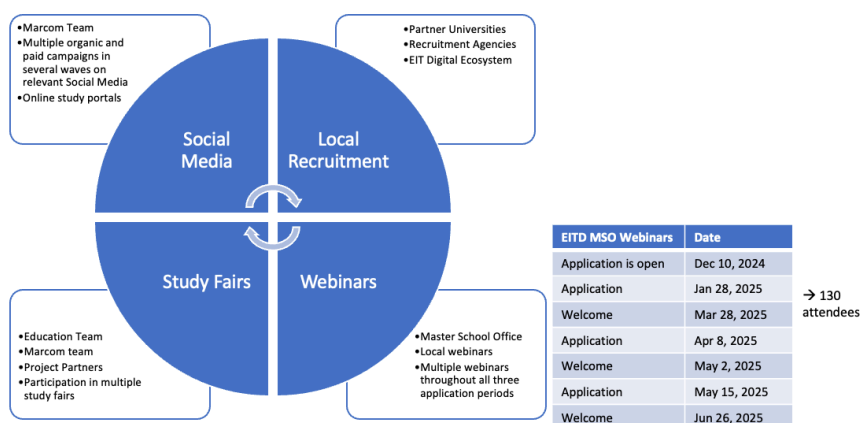 •Marcom Team
•Multiple organic and
paid campaigns in
several waves on
relevant Social Media
•Online study portals
•Partner Universities
•Recruitment Agencies
•EIT Digital Ecosystem
Social
Media
Local
Recruitment
Study Fairs
Webinars
•Education Team
•Marcom team
•Project Partners
•Participation in multiple
study fairs
•Master School Office
•Local webinars
•Multiple webinars
throughout all three
application periods
EITD MSO Webinars Date
Application is open Dec 10, 2024
Application Jan 28, 2025
Welcome Mar 28, 2025
Application Apr 8, 2025
Welcome May 2, 2025
Application May 15, 2025
Welcome Jun 26, 2025
→ 130
attendees